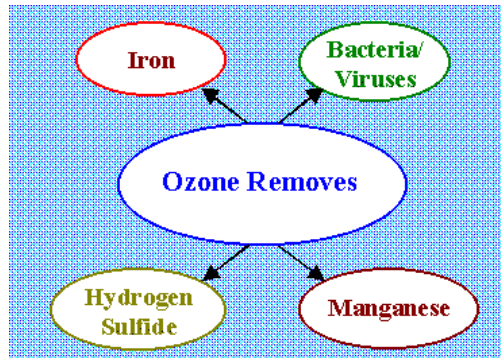 Iron
Bacteria/
Viruses
Ozone Removes
Hydrogen
Sulfide
Manganese